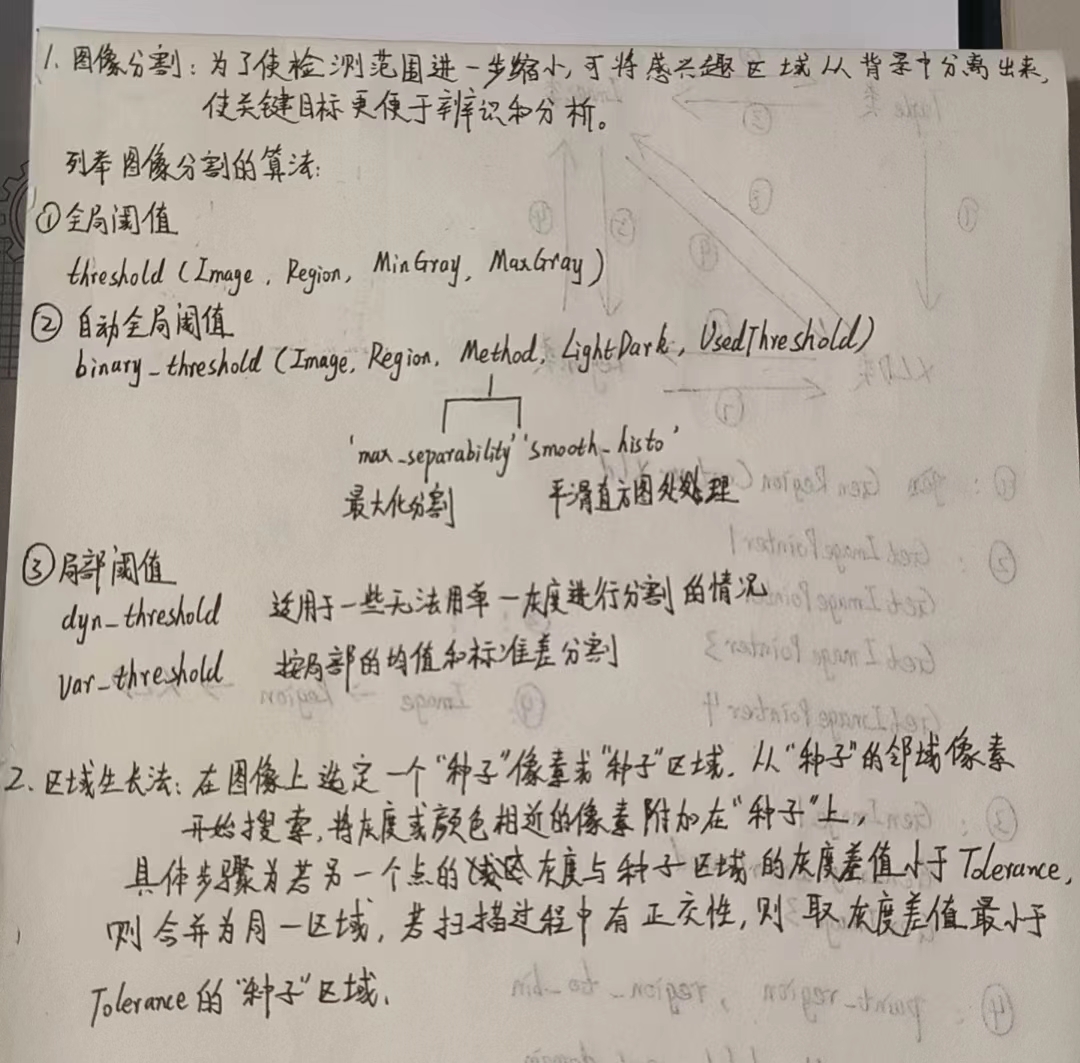 1. 图像分割：为了使检测范围进一步缩小，可将感兴趣区域从背景中分离出来，
使关键目标更便于辨识和分析。
列举图像分割的算法：
①全局阈值
threshold (Image, Region, MinGray, MaxGray)
② 自动全局阈值
binary_threshold (Image, Region, Method, LightDark, UsedThreshold)
'max_separability' 'smooth_histo'
最大化分割 平滑直方图处理
③局部阈值
dyn_threshold 适用于一些无法用单一灰度进行分割的情况
var_threshold 按局部的均值和标准差分割
2、区域生长法：在图像上选定一个“种子”像素或“种子”区域．从“种子”的邻域像素
开始搜索，将灰度或颜色相近的像素附加在“种子”上，
具体步骤为若另一个点的灰度与种子区域的灰度差值小于Tolerance，
则合并为同一区域，若扫描过程中有正交性，则取灰度差值最小于
Tolerance的“种子”区域．